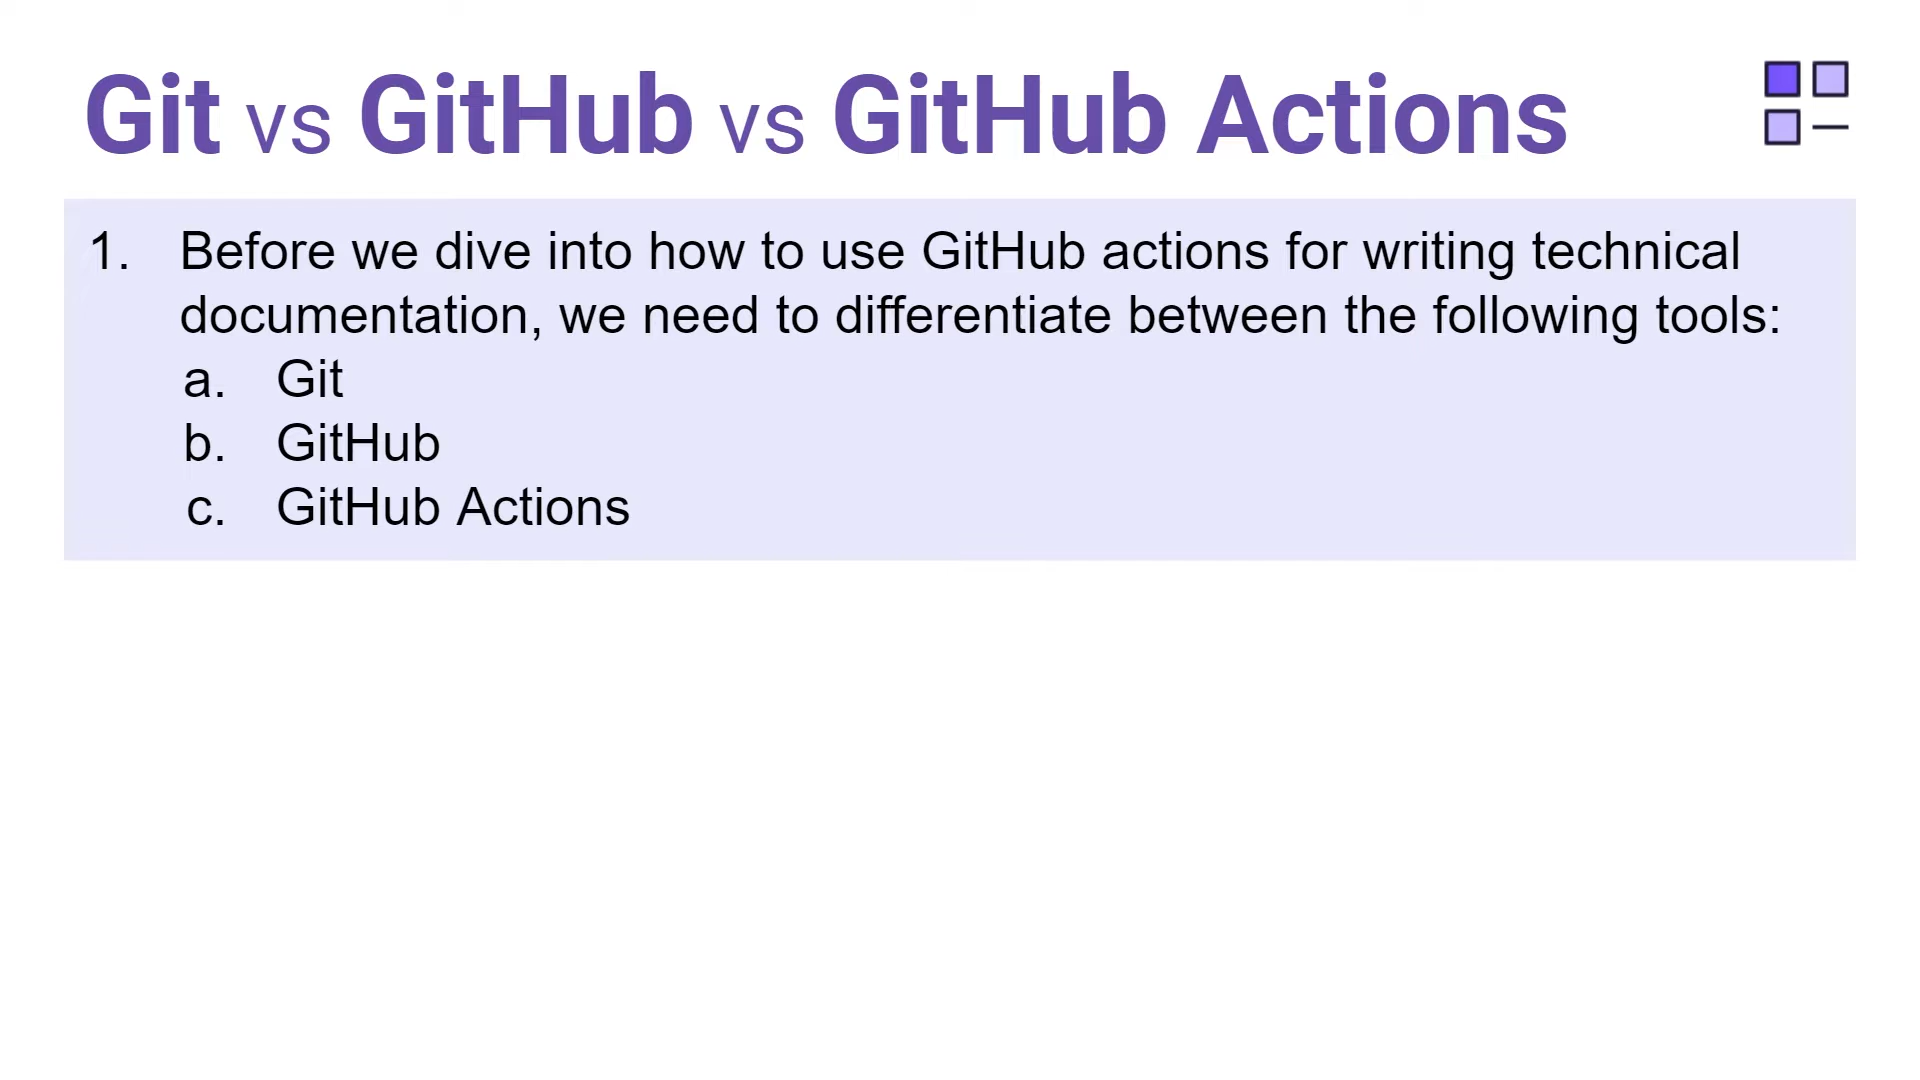 Git vs GitHub vs GitHub Actions
1. Before we dive into how to use GitHub actions for writing technical
documentation, we need to differentiate between the following tools:
a. Git
b. GitHub
c. GitHub Actions